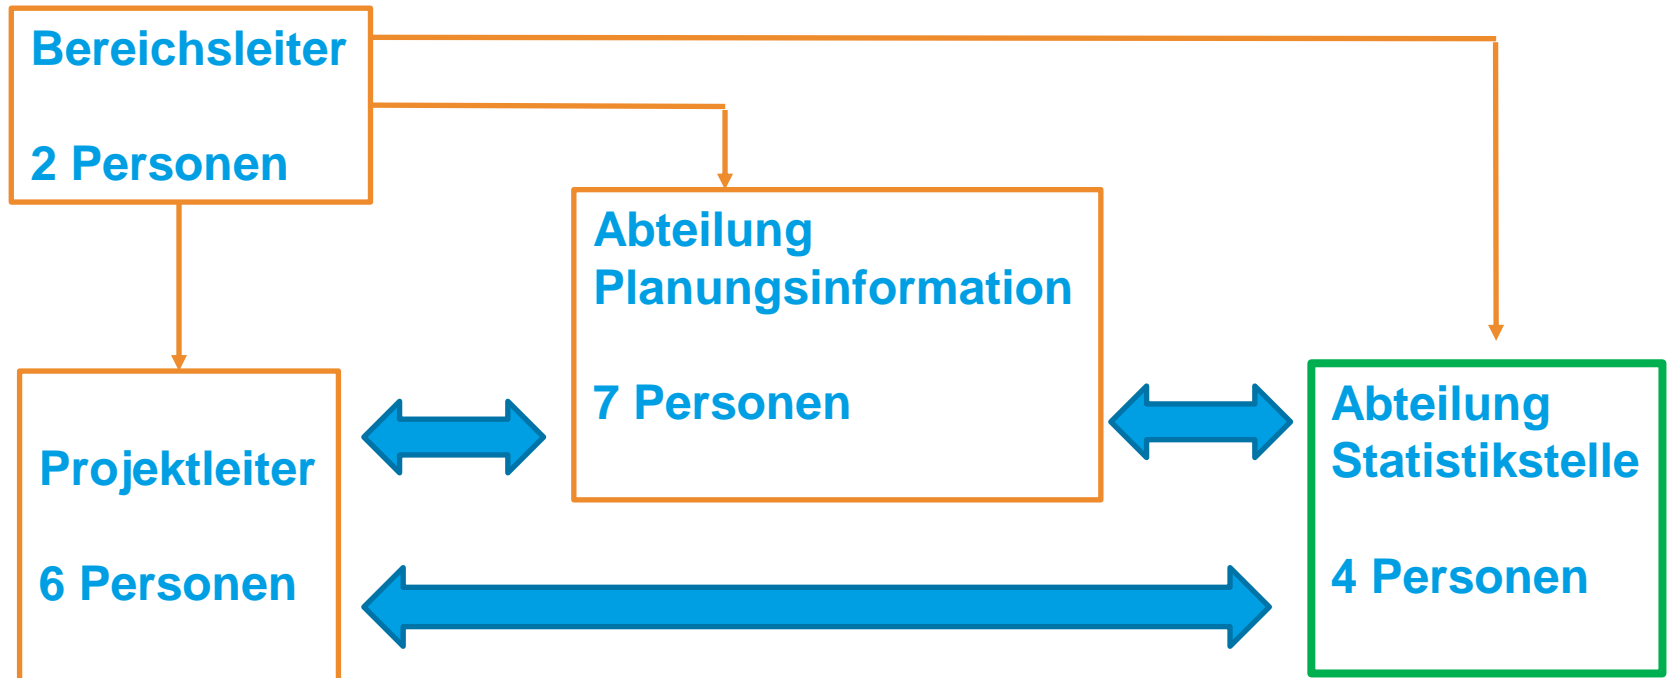 Bereichsleiter
2 Personen
Abteilung
Planungsinformation
7 Personen
Projektleiter
6 Personen
Abteilung
Statistikstelle
4 Personen